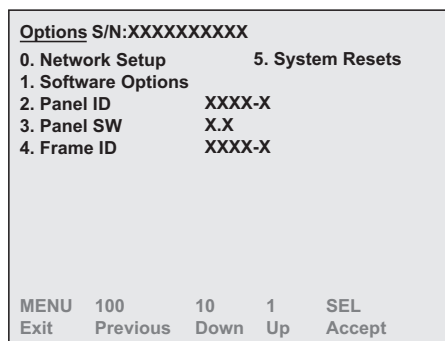 Options S/N:XXXXXXXXXX
0. Network Setup 5. System Resets
1. Software Options
2. Panel ID XXXX-X
3. Panel SW X.X
4. Frame ID XXXX-X
MENU 100 10 1 SEL
Exit Previous Down Up Accept